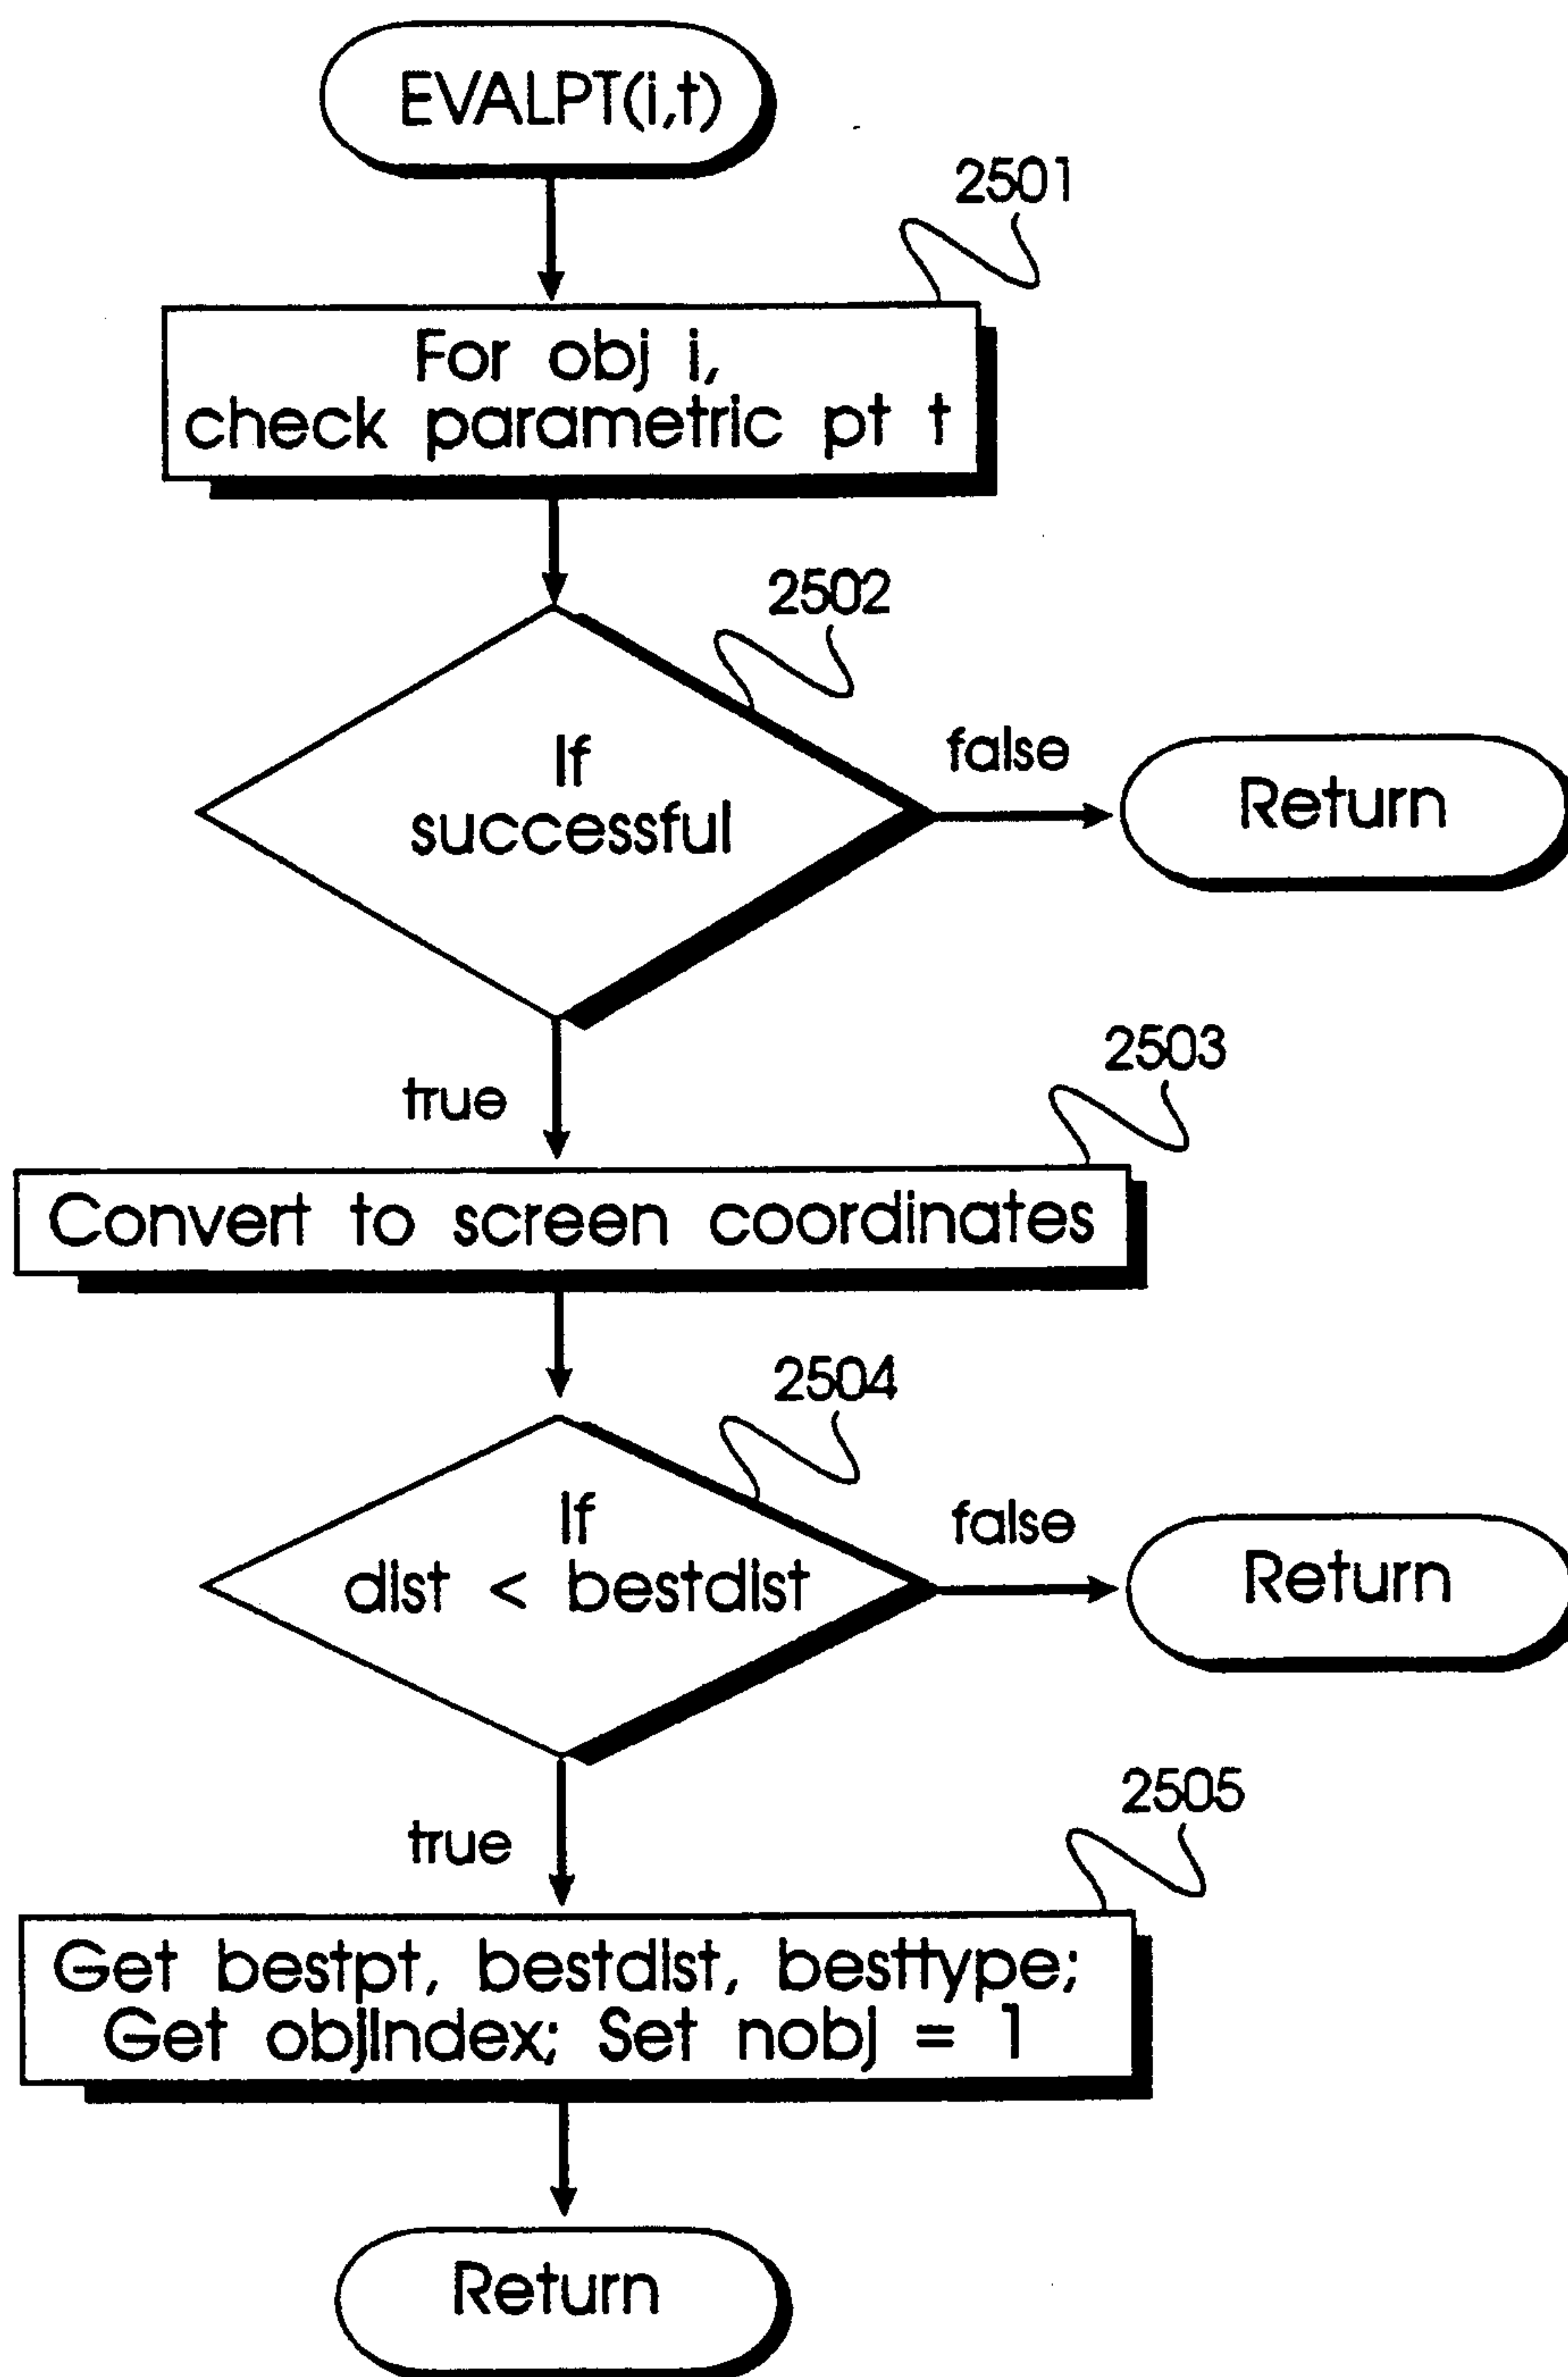 EVALPT(i,t)
2501
For obj i,
check parametric pt t
2502
If
successful
false
Return
true
2503
Convert to screen coordinates
2504
If
dist < bestdist
false
Return
true
2505
Get bestpt, bestdist, besttype;
Get objIndex; Set nobj = 1
Return